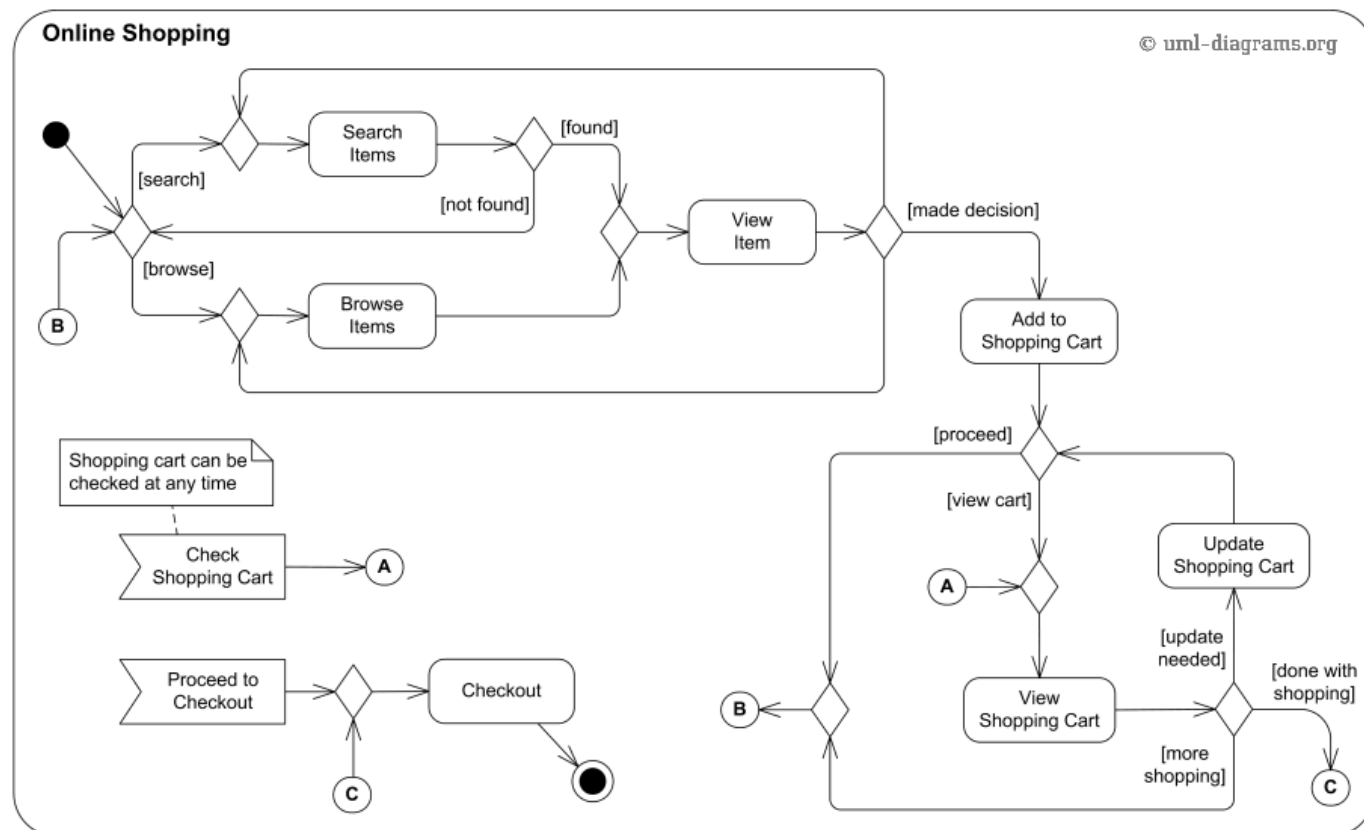 Online Shopping
© uml-diagrams.org
Search
Items
[found]
[search]
[not found]
View
Item
[made decision]
[browse]
Browse
Items
B
Add to
Shopping Cart
[proceed]
Shopping cart can be
checked at any time
[view cart]
Check
Shopping Cart
A
Update
Shopping Cart
A
[update
needed]
[done with
shopping]
Proceed to
Checkout
Checkout
B
View
Shopping Cart
[more
shopping]
C
C